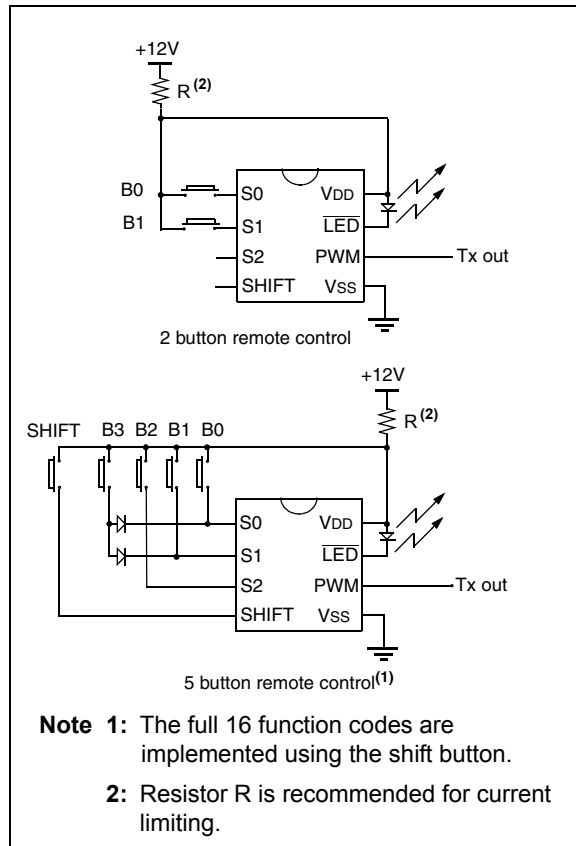 +12V
R(2)
B0
B1
S0
S1
S2
SHIFT
VDD
LED
PWM
VSS
Tx out
2 button remote control
+12V
R(2)
SHIFT B3 B2 B1 B0
S0
S1
S2
SHIFT
VDD
LED
PWM
VSS
Tx out
5 button remote control(1)
Note 1: The full 16 function codes are
implemented using the shift button.
2: Resistor R is recommended for current
limiting.